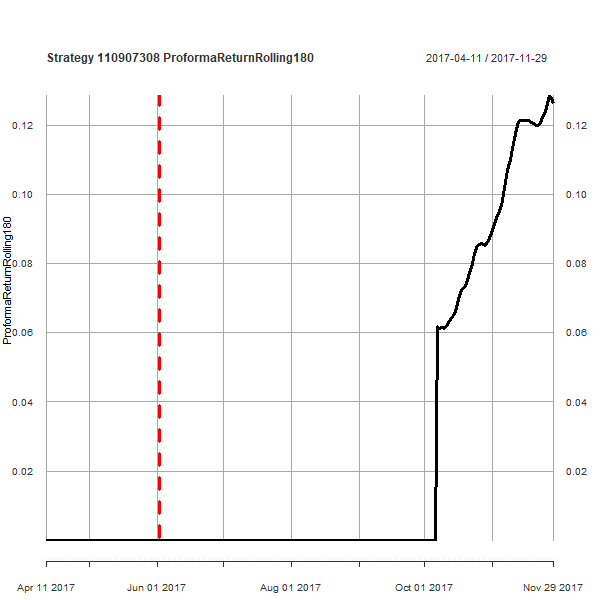 Strategy 110907308 ProformaReturnRolling180
2017-04-11 / 2017-11-29
ProformaReturnRolling180
0.12
0.10
0.08
0.06
0.04
0.02
0.12
0.10
0.08
0.06
0.04
0.02
Apr 11 2017
Jun 01 2017
Aug 01 2017
Oct 01 2017
Nov 29 2017